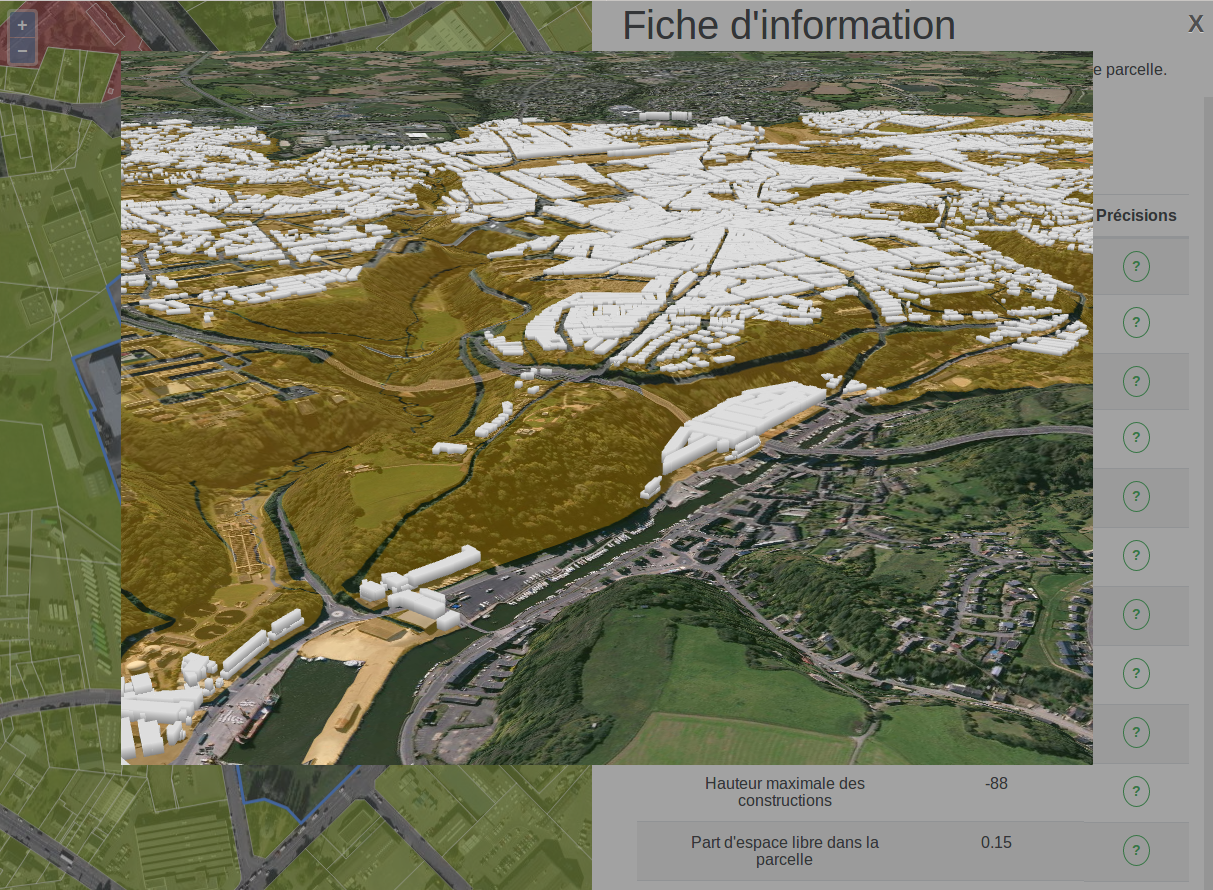 +
−
Fiche d'information
X
e parcelle.
Précisions
?
?
?
?
?
?
?
?
?
Hauteur maximale des
constructions
-88
?
Part d'espace libre dans la
parcelle
0.15
?